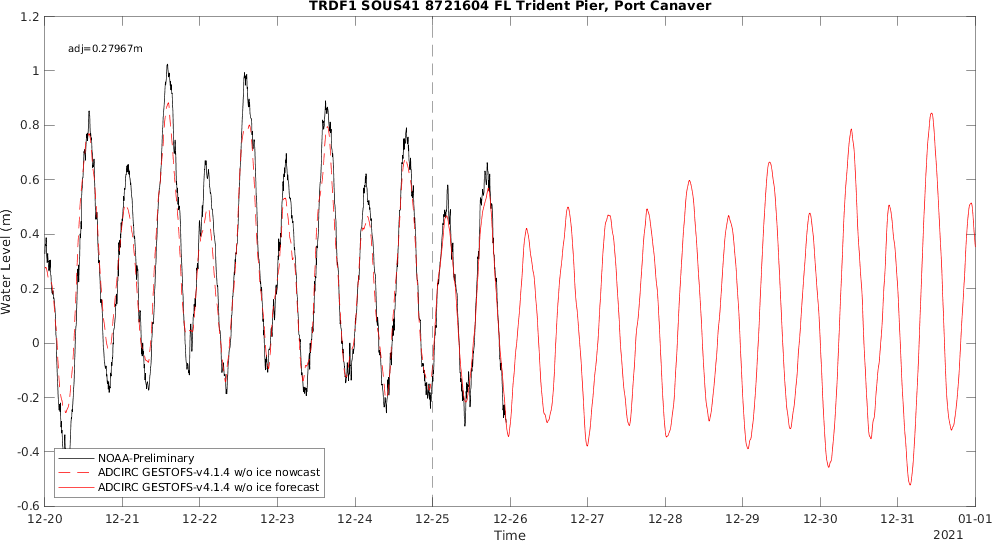 TRDF1 SOUS41 8721604 FL Trident Pier, Port Canaver
adj=0.27967m
1.2
1
0.8
0.6
0.4
0.2
0
-0.2
-0.4
-0.6
Water Level (m)
NOAA-Preliminary
ADCIRC GESTOFS-v4.1.4 w/o ice nowcast
ADCIRC GESTOFS-v4.1.4 w/o ice forecast
12-20 12-21 12-22 12-23 12-24 12-25 12-26 12-27 12-28 12-29 12-30 12-31 01-01
Time
2021